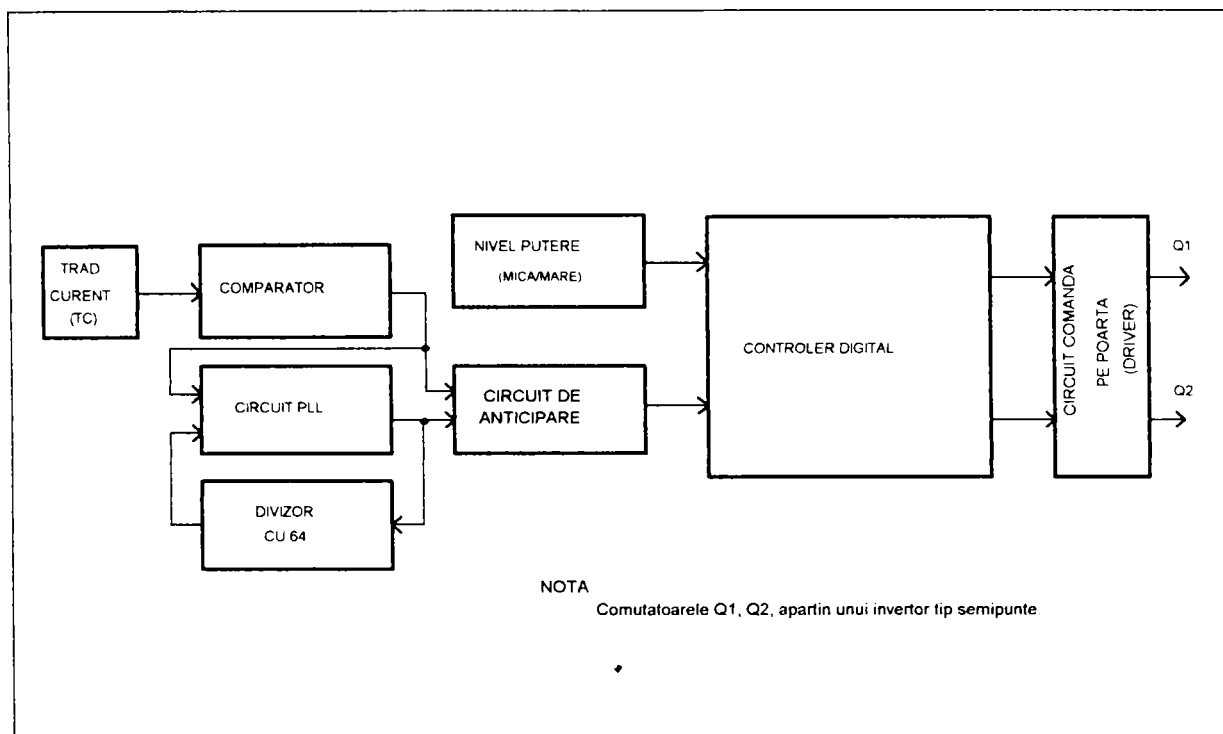 TRAD
CURENT
(TC)
COMPARATOR
NIVEL PUTERE
(MICA/MARE)
CIRCUIT PLL
CIRCUIT DE
ANTICIPARE
DIVIZOR
CU 64
CONTROLER DIGITAL
CIRCUIT COMANDA
PE POARTA
(DRIVER)
Q1
Q2
NOTA
Comutatoarele Q1, Q2, apartin unui invertor tip semipunte